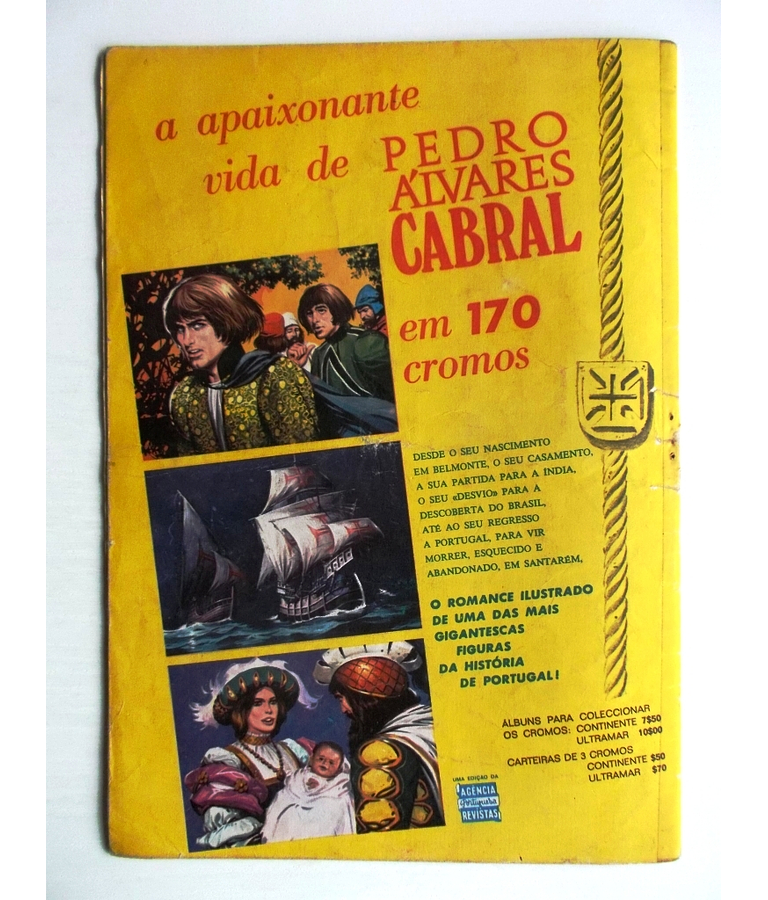 a apaixonante
vida de PEDRO
ÁLVARES
CABRAL
em 170
cromos
DESDE O SEU NASCIMENTO
EM BELMONTE, O SEU CASAMENTO,
A SUA PARTIDA PARA A INDIA,
O SEU «DESVIO» PARA A
DESCOBERTA DO BRASIL,
ATÉ AO SEU REGRESSO
A PORTUGAL, PARA VIR
MORRER, ESQUECIDO E
ABANDONADO, EM SANTARÉM,
O ROMANCE ILUSTRADO
DE UMA DAS MAIS
GIGANTESCAS
FIGURAS
DA HISTÓRIA
DE PORTUGAL!
ÁLBUNS PARA COLECCIONAR
OS CROMOS: CONTINENTE 7$50
ULTRAMAR 10$00
CARTEIRAS DE 3 CROMOS
CONTINENTE $50
ULTRAMAR $70
UMA EDIÇÃO DA
AGÊNCIA
Portuguesa
REVISTAS